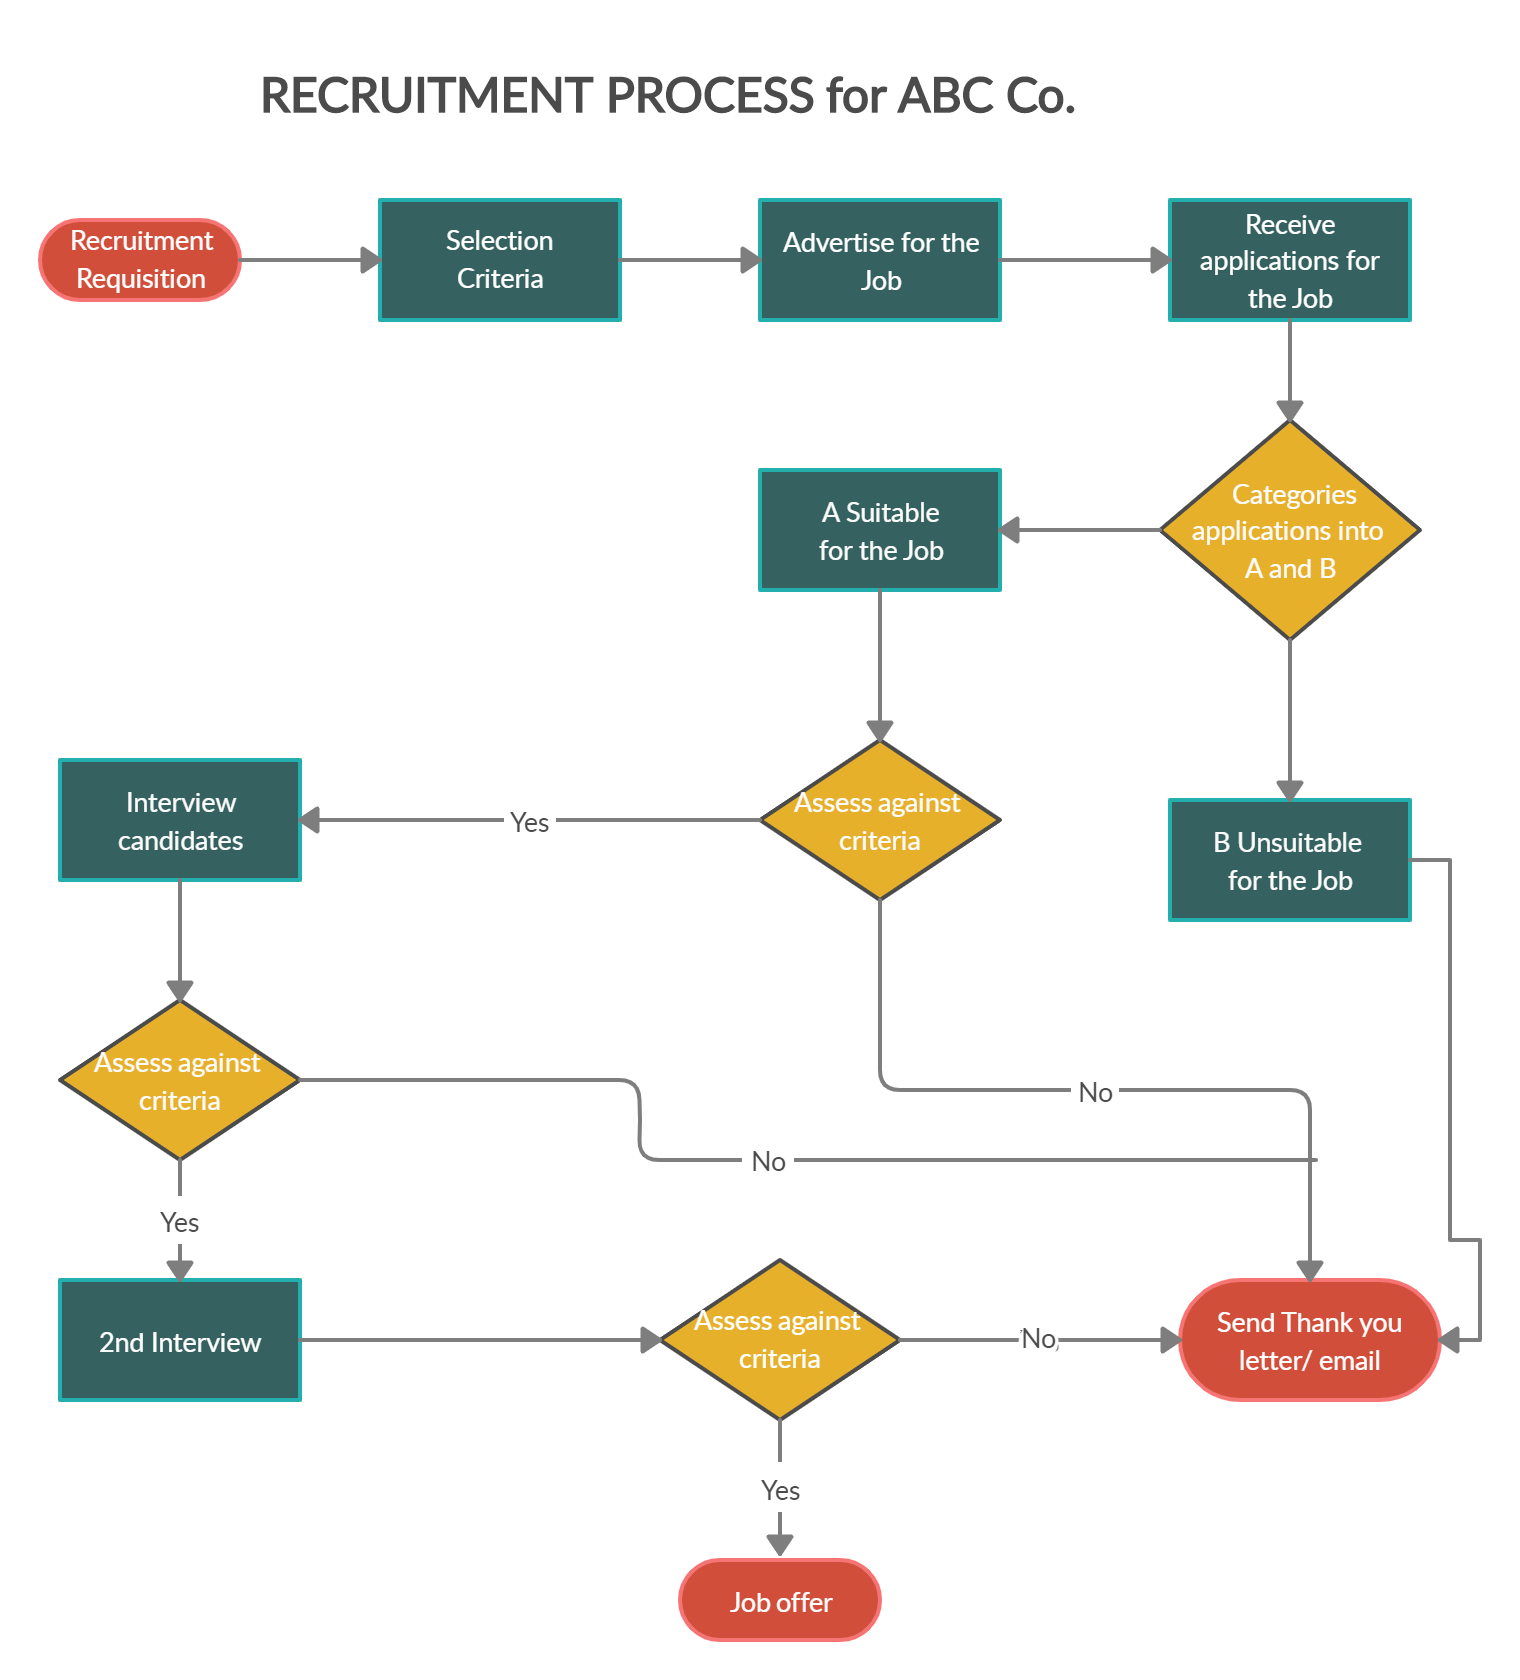 RECRUITMENT PROCESS for ABC Co.
Recruitment
Requisition
Selection
Criteria
Advertise for the
Job
Receive
applications for
the Job
Categories
applications into
A and B
A Suitable
for the Job
Assess against
criteria
Yes
Interview
candidates
B Unsuitable
for the Job
Assess against
criteria
No
No
Yes
2nd Interview
Assess against
criteria
No
Send Thank you
letter/ email
Yes
Job offer